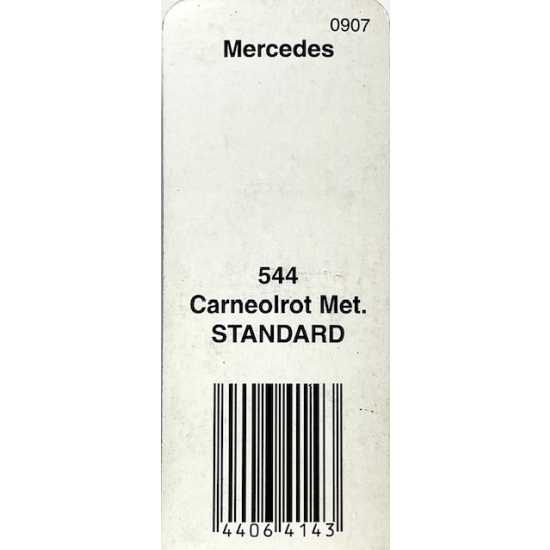 0907
Mercedes
544
Carneolrot Met.
STANDARD
4406 4143